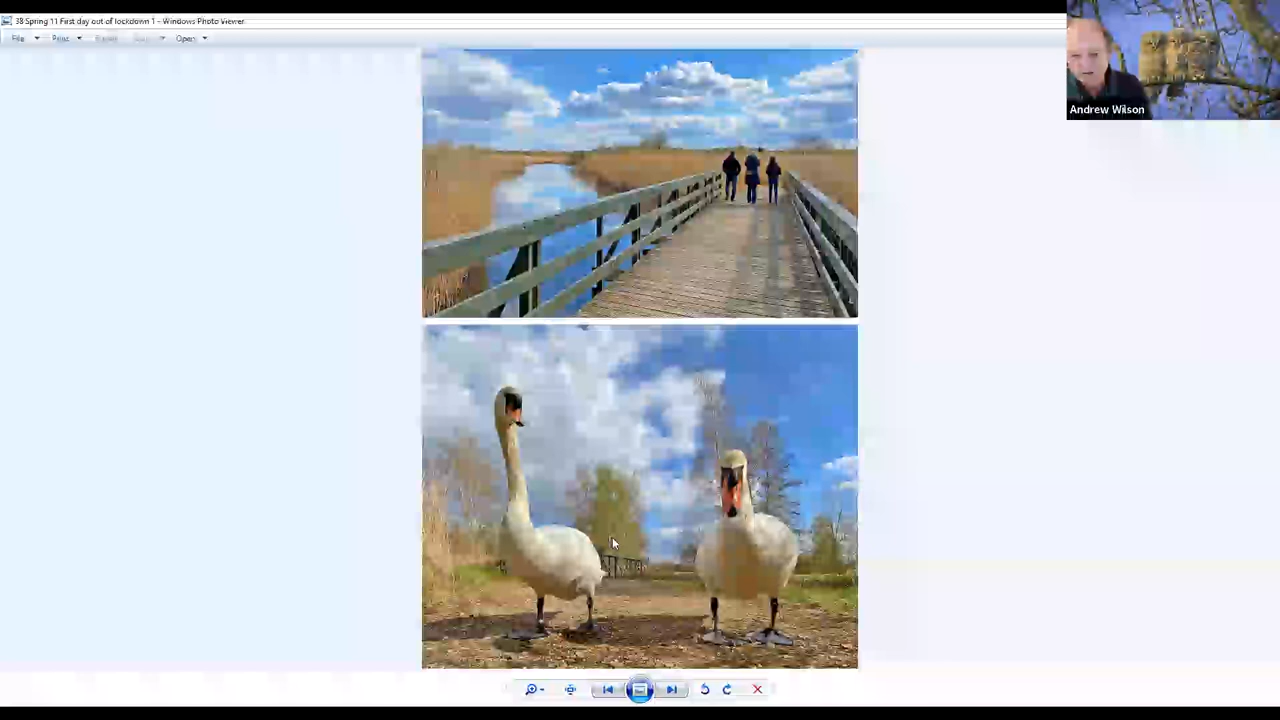 38 Spring 11 First day out of lockdown 1 - Windows Photo Viewer
File Print Open
Andrew Wilson